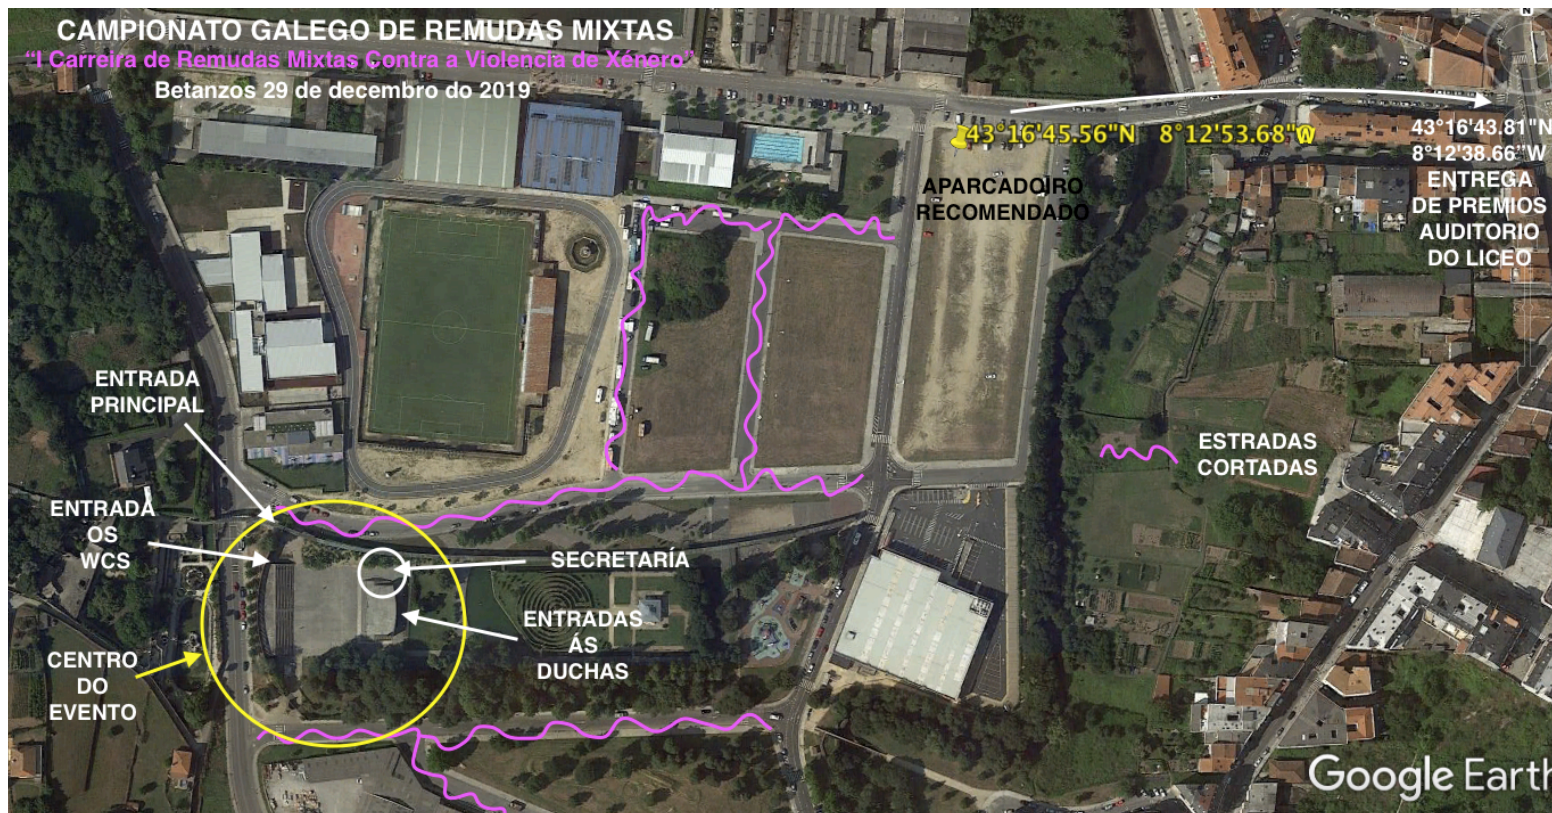 CAMPIONATO GALEGO DE REMUDAS MIXTAS
“I Carreira de Remudas Mixtas Contra a Violencia de Xénero”
Betanzos 29 de decembro do 2019
N
43°16'45.56"N 8°12'53.68"W
43°16'43.81"N
8°12'38.66”W
ENTREGA
DE PREMIOS
AUDITORIO
DO LICEO
APARCADOIRO
RECOMENDADO
ENTRADA
PRINCIPAL
ESTRADAS
CORTADAS
ENTRADA
OS
WCS
SECRETARÍA
ENTRADAS
ÁS
DUCHAS
CENTRO
DO
EVENTO
Google Earth